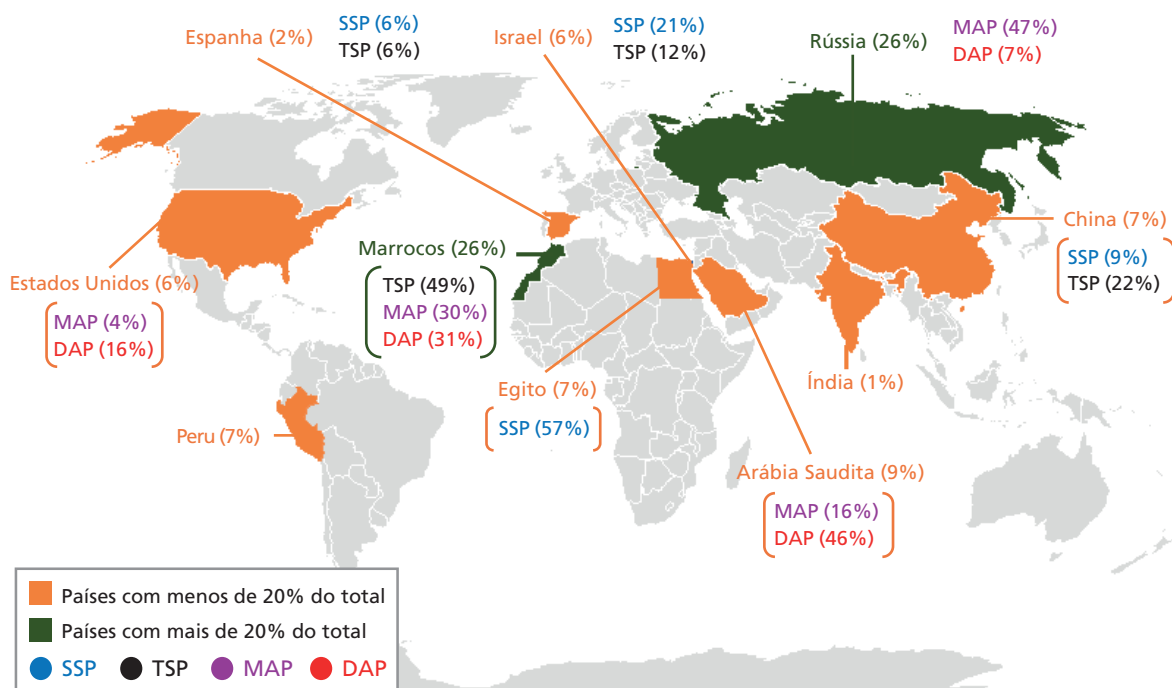 Espanha (2%)
SSP (6%)
TSP (6%)
Israel (6%)
SSP (21%)
TSP (12%)
Rússia (26%)
MAP (47%)
DAP (7%)
China (7%)
SSP (9%)
TSP (22%)
Marrocos (26%)
TSP (49%)
MAP (30%)
DAP (31%)
Estados Unidos (6%)
MAP (4%)
DAP (16%)
Egito (7%)
SSP (57%)
Índia (1%)
Peru (7%)
Arábia Saudita (9%)
MAP (16%)
DAP (46%)
Países com menos de 20% do total
Países com mais de 20% do total
SSP TSP MAP DAP